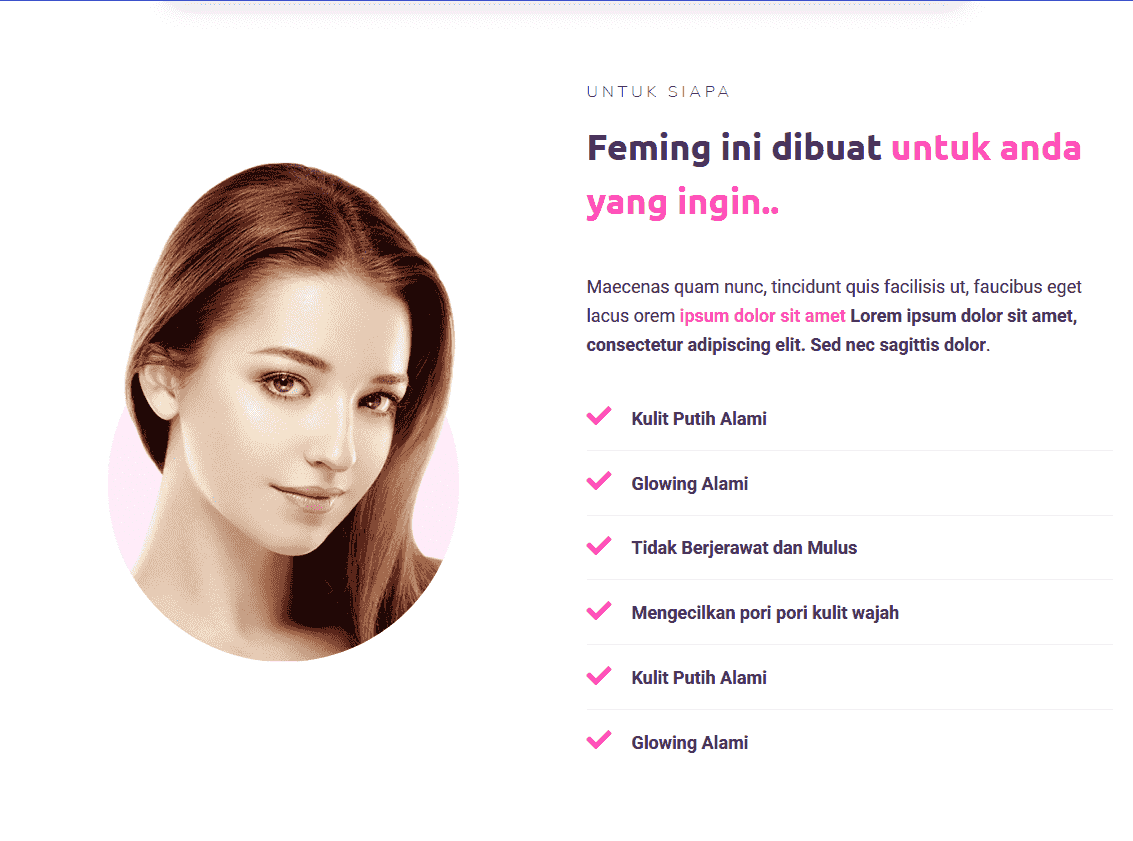 UNTUK SIAPA
Feming ini dibuat untuk anda
yang ingin..
Maecenas quam nunc, tincidunt quis facilisis ut, faucibus eget
lacus orem ipsum dolor sit amet Lorem ipsum dolor sit amet,
consectetur adipiscing elit. Sed nec sagittis dolor.
Kulit Putih Alami
Glowing Alami
Tidak Berjerawat dan Mulus
Mengecilkan pori pori kulit wajah
Kulit Putih Alami
Glowing Alami